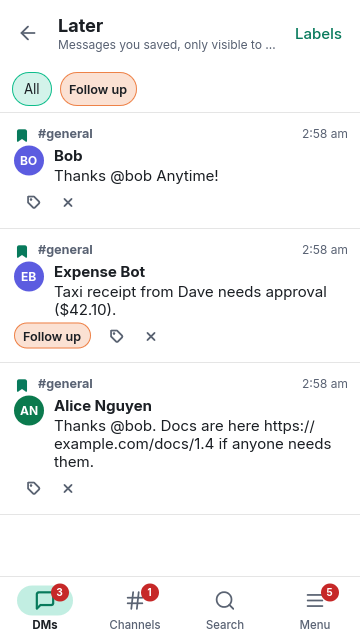 Later
Messages you saved, only visible to ...
Labels
All
Follow up
#general
2:58 am
BO
Bob
Thanks @bob Anytime!
#general
2:58 am
EB
Expense Bot
Taxi receipt from Dave needs approval
($42.10).
Follow up
#general
2:58 am
AN
Alice Nguyen
Thanks @bob. Docs are here https://
example.com/docs/1.4 if anyone needs
them.
3
1
5
DMs
Channels
Search
Menu